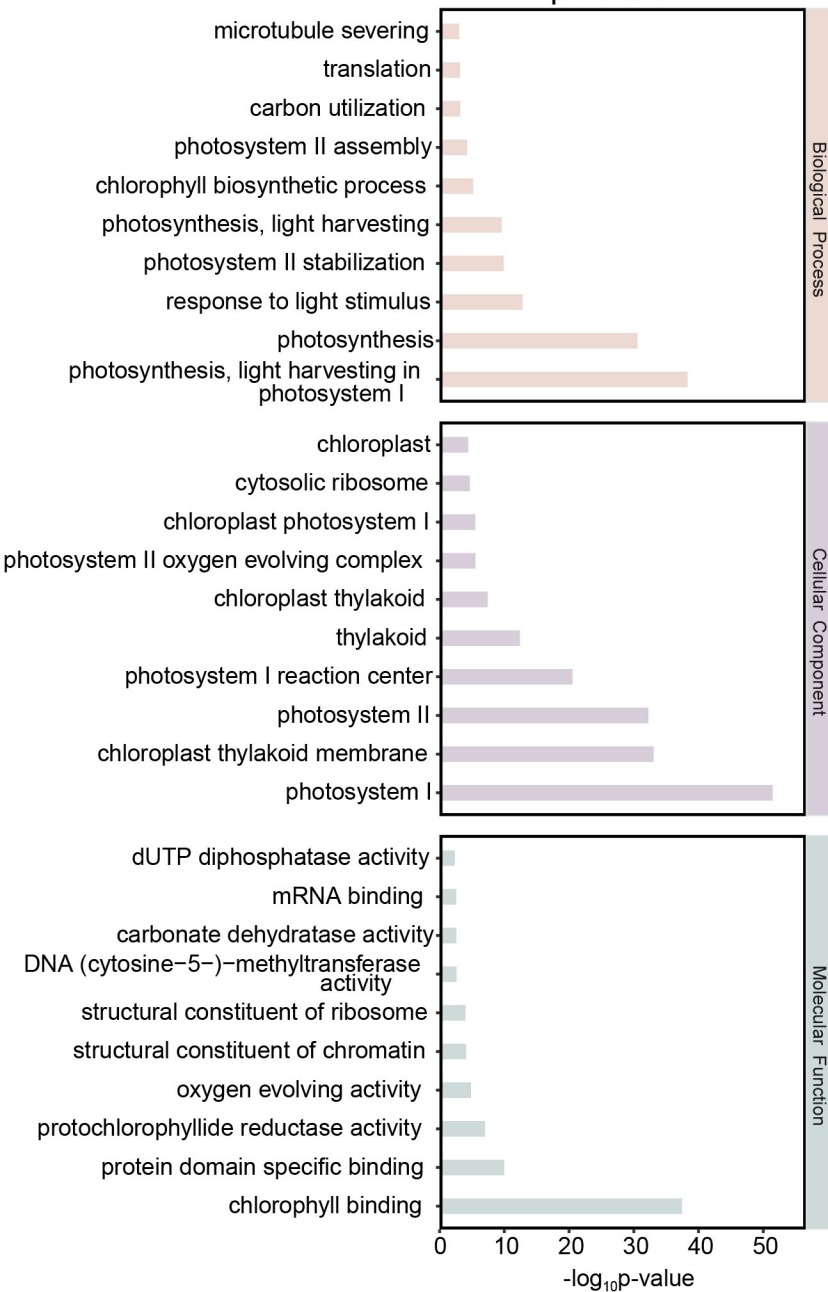 microtubule severing
translation
carbon utilization
photosystem II assembly
chlorophyll biosynthetic process
photosynthesis, light harvesting
photosystem II stabilization
response to light stimulus
photosynthesis
photosynthesis, light harvesting in
photosystem I
Biological Process
chloroplast
cytosolic ribosome
chloroplast photosystem I
photosystem II oxygen evolving complex
chloroplast thylakoid
thylakoid
photosystem I reaction center
photosystem II
chloroplast thylakoid membrane
photosystem I
Cellular Component
dUTP diphosphatase activity
mRNA binding
carbonate dehydratase activity
DNA (cytosine−5−)−methyltransferase
activity
structural constituent of ribosome
structural constituent of chromatin
oxygen evolving activity
protochlorophyllide reductase activity
protein domain specific binding
chlorophyll binding
Molecular Function
0 10 20 30 40 50
-log₁₀p-value